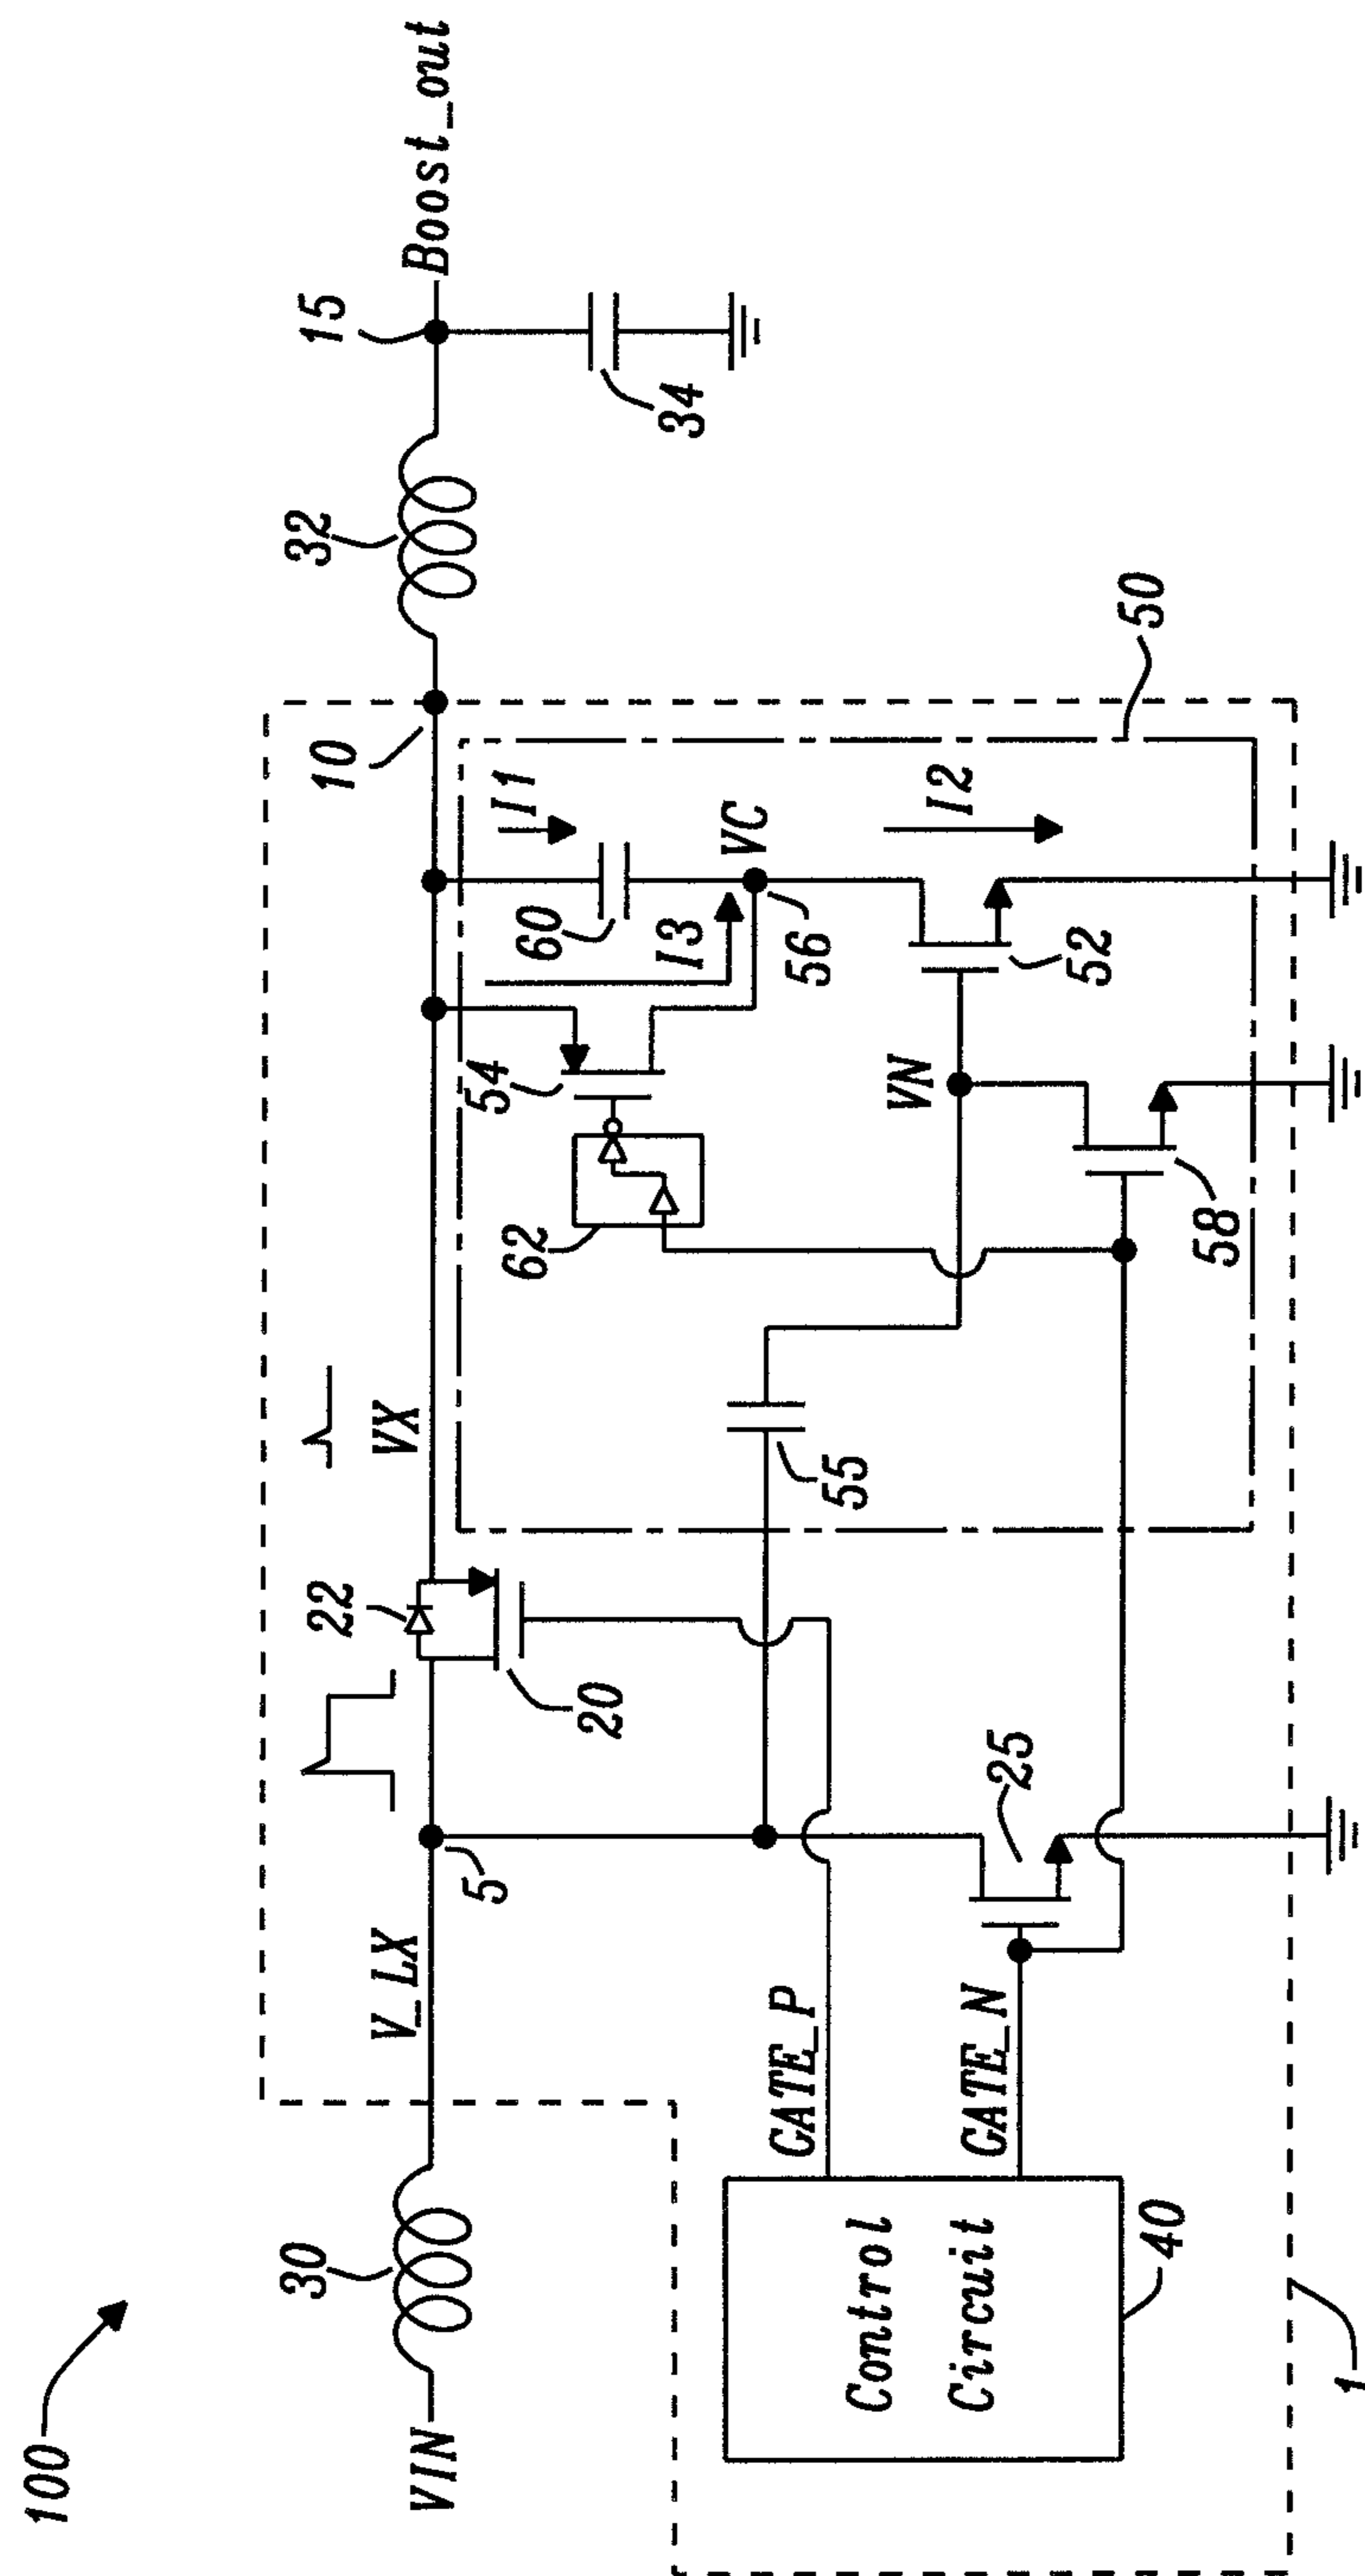 100
VIN
30
V_LX
5
22
20
VX
10
32
15
Boost_out
34
Control
Circuit
40
GATE_P
GATE_N
25
55
62
54
60
I1
I3
VC
56
I2
50
VN
52
58
1